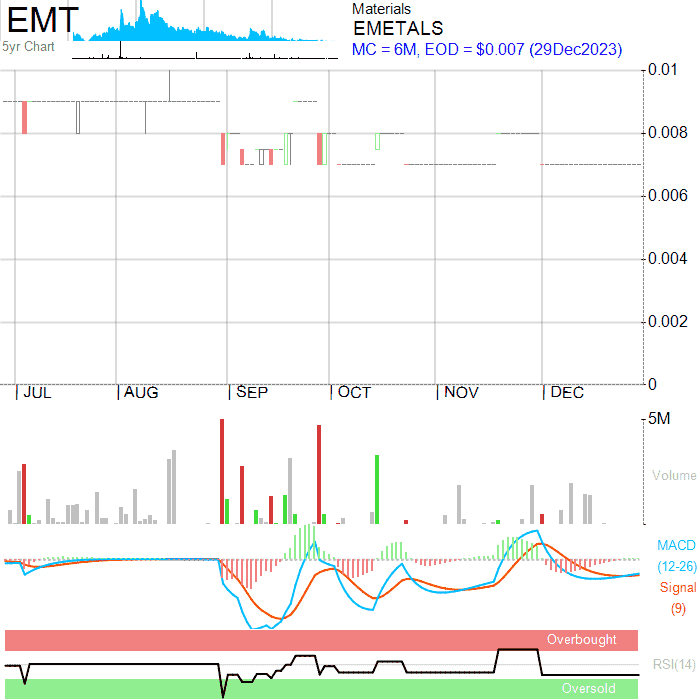 EMT
5yr Chart
Materials
EMETALS
MC = 6M, EOD = $0.007 (29Dec2023)
0.01
0.008
0.006
0.004
0.002
0
JUL AUG SEP OCT NOV DEC
5M
Volume
MACD
(12-26)
Signal
(9)
Overbought
RSI(14)
Oversold